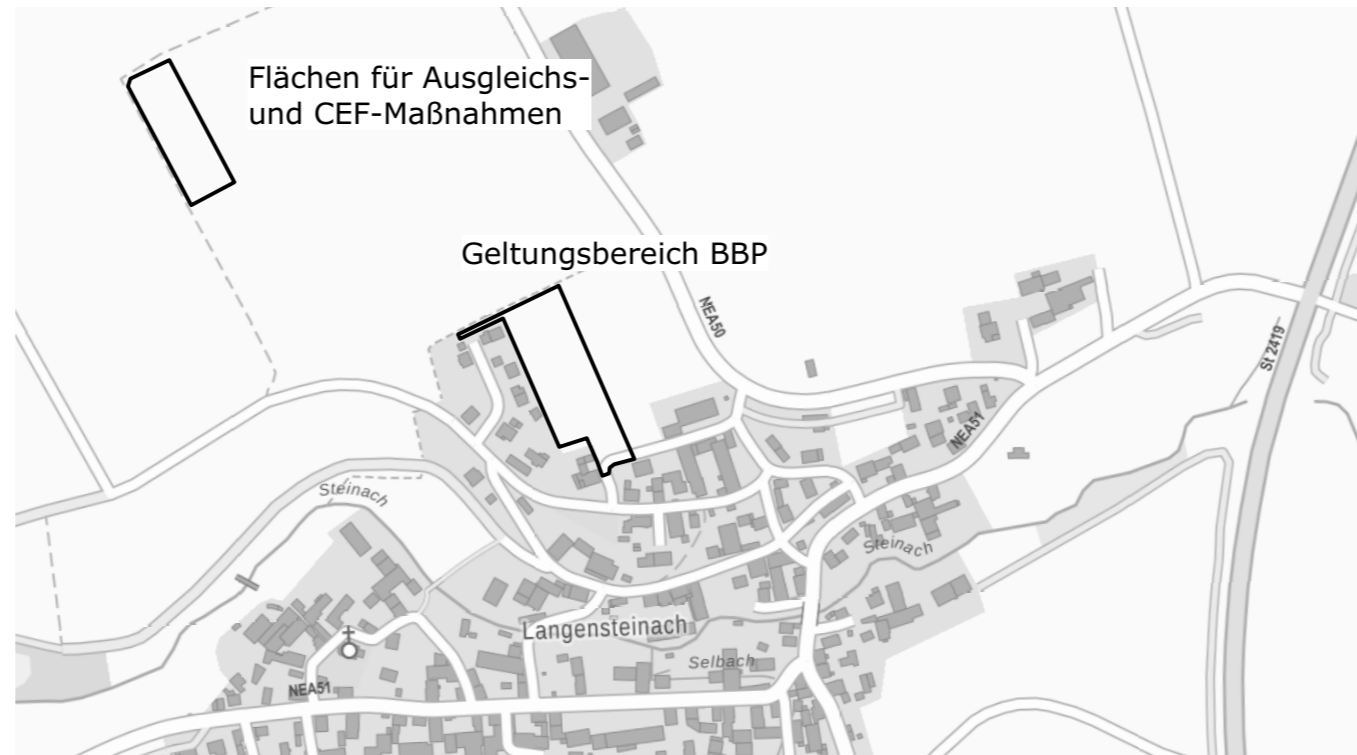 Flächen für Ausgleichs-
und CEF-Maßnahmen
Geltungsbereich BBP
NEA50
St 2419
NEA51
Steinach
Steinach
Langensteinach
Selbach
NEA51